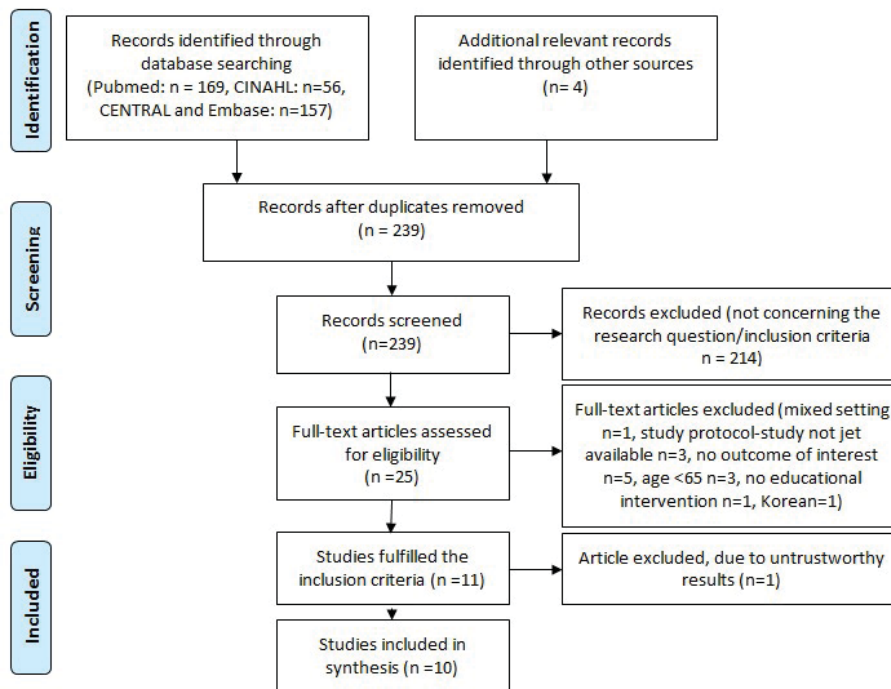 Identification
Records identified through
database searching
(Pubmed: n = 169, CINAHL: n=56,
CENTRAL and Embase: n=157)
Additional relevant records
identified through other sources
(n= 4)
Screening
Records after duplicates removed
(n = 239)
Records screened
(n=239)
Records excluded (not concerning the
research question/inclusion criteria
n = 214)
Eligibility
Full-text articles assessed
for eligibility
(n =25)
Full-text articles excluded (mixed setting
n=1, study protocol-study not jet
available n=3, no outcome of interest
n=5, age <65 n=3, no educational
intervention n=1, Korean=1)
Included
Studies fulfilled the
inclusion criteria (n =11)
Article excluded, due to untrustworthy
results (n=1)
Studies included in
synthesis (n =10)